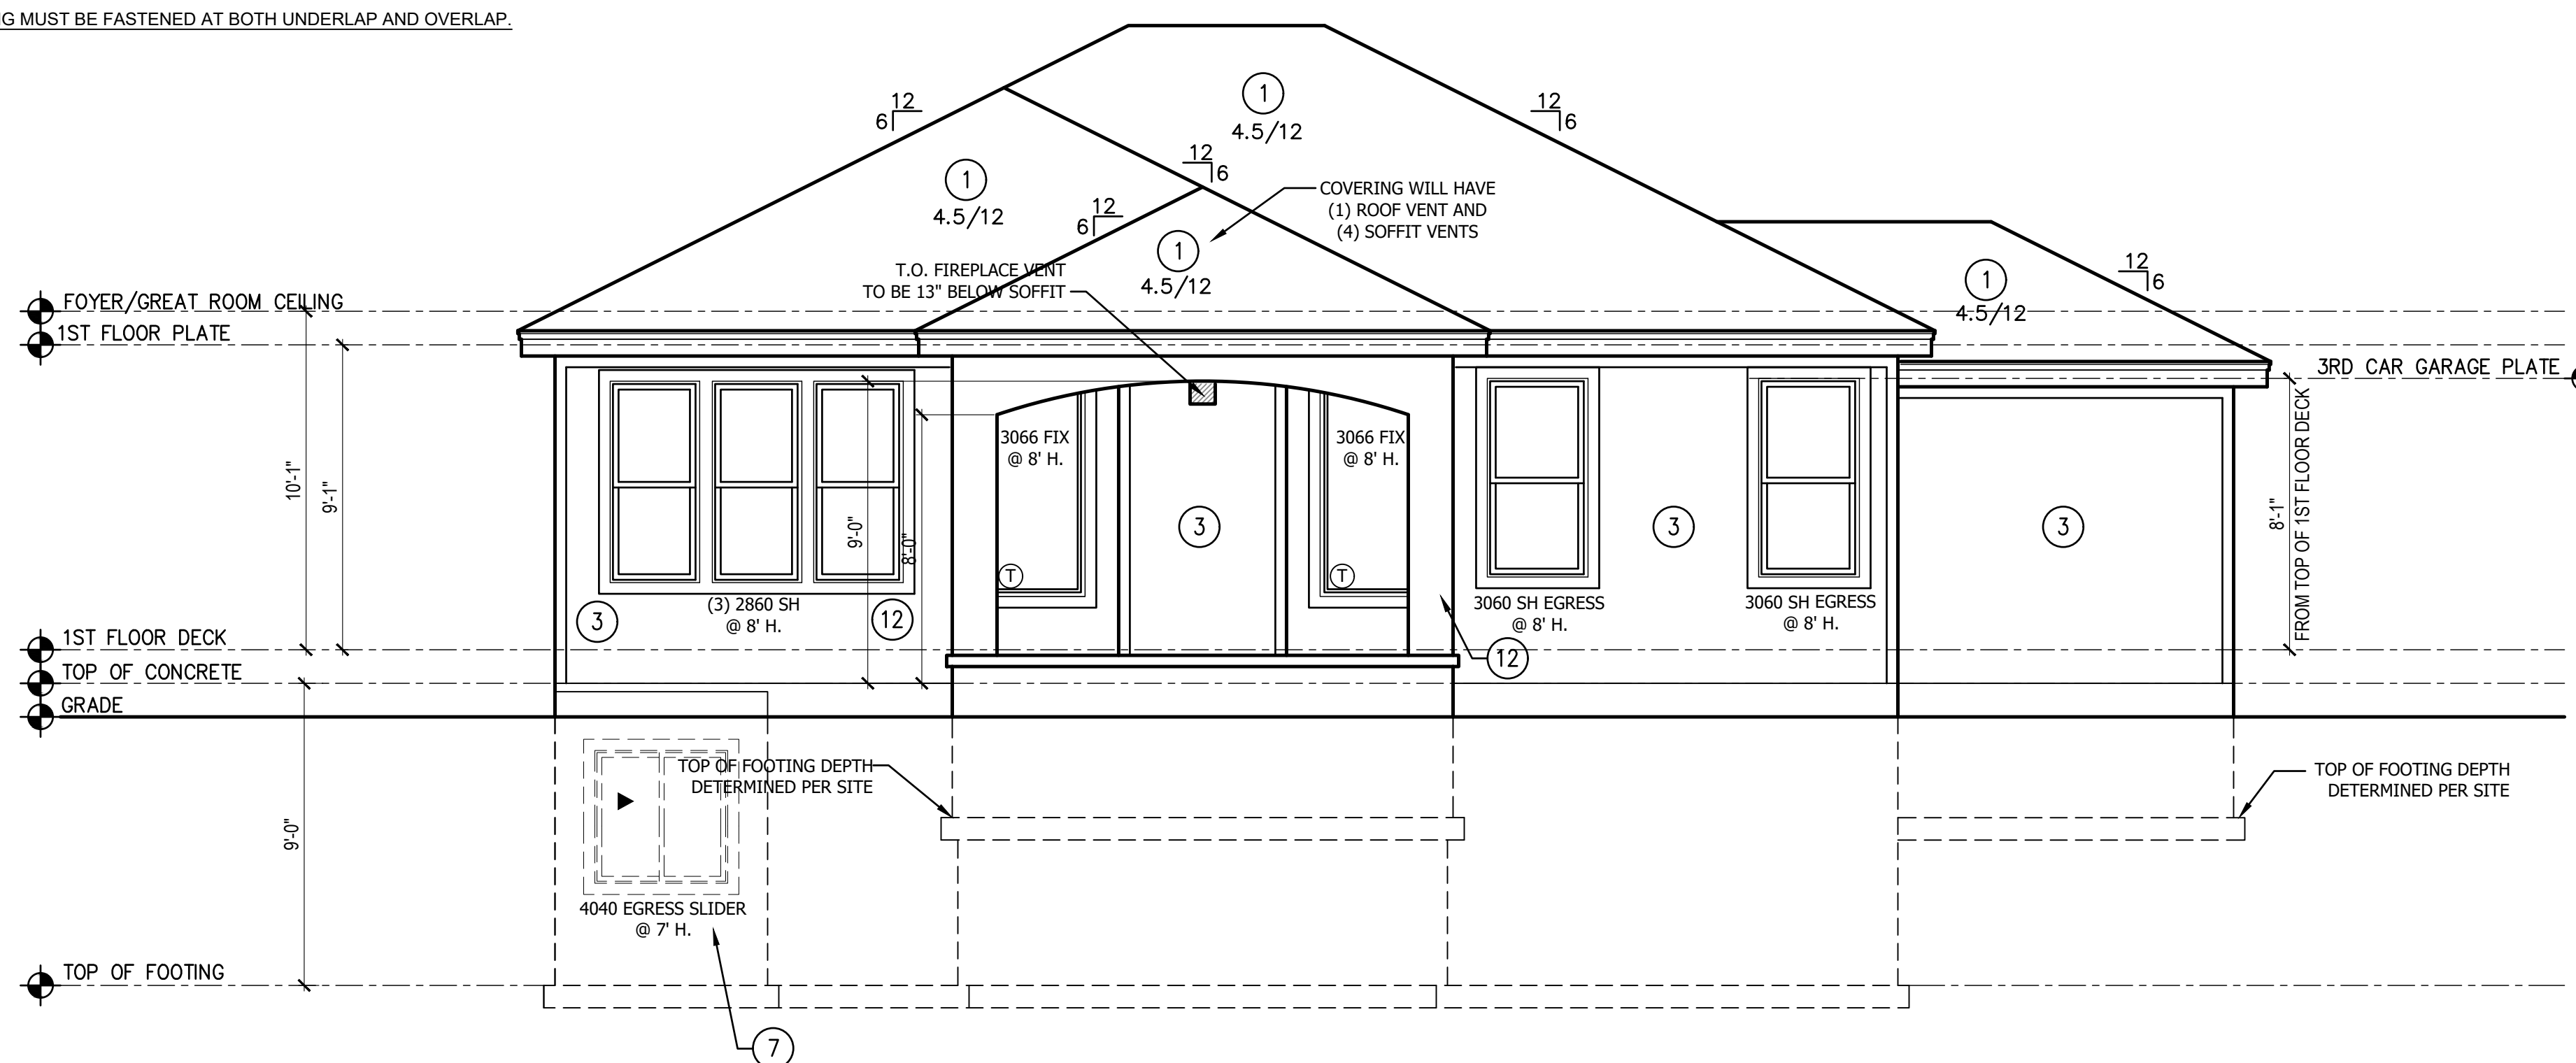 G MUST BE FASTENED AT BOTH UNDERLAP AND OVERLAP.
12
6
1
4.5/12
12
6
1
4.5/12
12
6
12
6
COVERING WILL HAVE
(1) ROOF VENT AND
(4) SOFFIT VENTS
1
4.5/12
T.O. FIREPLACE VENT
TO BE 13" BELOW SOFFIT
12
6
1
4.5/12
FOYER/GREAT ROOM CEILING
1ST FLOOR PLATE
3RD CAR GARAGE PLATE
10'-1"
9'-1"
9'-0"
8'-0"
3066 FIX
@ 8' H.
3066 FIX
@ 8' H.
T
T
3
3
3
8'-1"
FROM TOP OF 1ST FLOOR DECK
3
(3) 2860 SH
@ 8' H.
12
3060 SH EGRESS
@ 8' H.
3060 SH EGRESS
@ 8' H.
12
1ST FLOOR DECK
TOP OF CONCRETE
GRADE
9'-0"
TOP OF FOOTING DEPTH
DETERMINED PER SITE
TOP OF FOOTING DEPTH
DETERMINED PER SITE
4040 EGRESS SLIDER
@ 7' H.
TOP OF FOOTING
7